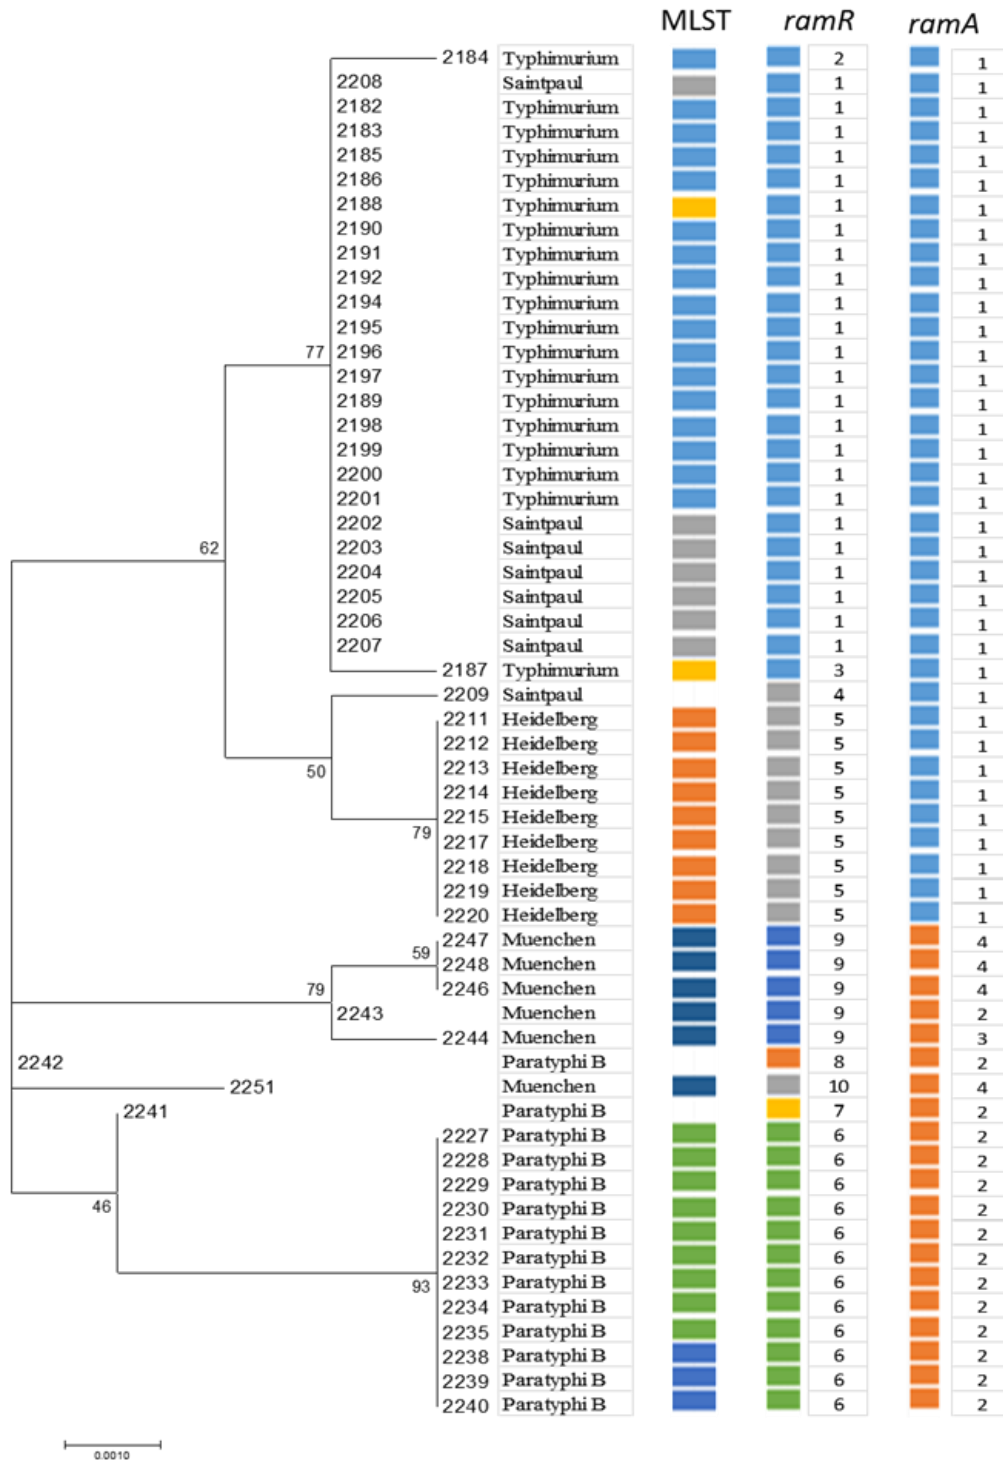 MLST ramR ramA
2184 Typhimurium 2 1
2208 Saintpaul 1 1
2182 Typhimurium 1 1
2183 Typhimurium 1 1
2185 Typhimurium 1 1
2186 Typhimurium 1 1
2188 Typhimurium 1 1
2190 Typhimurium 1 1
2191 Typhimurium 1 1
2192 Typhimurium 1 1
2194 Typhimurium 1 1
2195 Typhimurium 1 1
77 2196 Typhimurium 1 1
2197 Typhimurium 1 1
2189 Typhimurium 1 1
2198 Typhimurium 1 1
2199 Typhimurium 1 1
2200 Typhimurium 1 1
2201 Typhimurium 1 1
2202 Saintpaul 1 1
62 2203 Saintpaul 1 1
2204 Saintpaul 1 1
2205 Saintpaul 1 1
2206 Saintpaul 1 1
2207 Saintpaul 1 1
2187 Typhimurium 3 1
2209 Saintpaul 4 1
2211 Heidelberg 5 1
2212 Heidelberg 5 1
50 2213 Heidelberg 5 1
2214 Heidelberg 5 1
2215 Heidelberg 5 1
79 2217 Heidelberg 5 1
2218 Heidelberg 5 1
2219 Heidelberg 5 1
2220 Heidelberg 5 1
2247 Muenchen 9 4
59 2248 Muenchen 9 4
79 2246 Muenchen 9 4
2243 Muenchen 9 2
2244 Muenchen 9 3
2242 Paratyphi B 8 2
2251 Muenchen 10 4
2241 Paratyphi B 7 2
2227 Paratyphi B 6 2
2228 Paratyphi B 6 2
2229 Paratyphi B 6 2
46 2230 Paratyphi B 6 2
2231 Paratyphi B 6 2
2232 Paratyphi B 6 2
93 2233 Paratyphi B 6 2
2234 Paratyphi B 6 2
2235 Paratyphi B 6 2
2238 Paratyphi B 6 2
2239 Paratyphi B 6 2
2240 Paratyphi B 6 2
0.0010